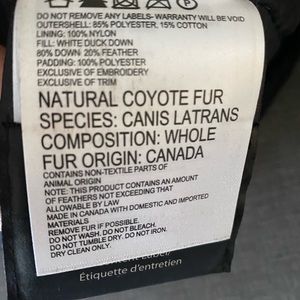 DO NOT REMOVE ANY LABELS- WARRANTY WILL BE VOID
OUTERSHELL: 85% POLYESTER, 15% COTTON
LINING: 100% NYLON
FILL: WHITE DUCK DOWN
80% DOWN: 20% FEATHER
PADDING: 100% POLYESTER
EXCLUSIVE OF EMBROIDERY
EXCLUSIVE OF TRIM
NATURAL COYOTE FUR
SPECIES: CANIS LATRANS
COMPOSITION: WHOLE
FUR ORIGIN: CANADA
CONTAINS NON-TEXTILE PARTS OF
ANIMAL ORIGIN
NOTE: THIS PRODUCT CONTAINS AN AMOUNT
OF FEATHERS NOT EXCEEDING THAT
ALLOWABLE BY LAW
MADE IN CANADA WITH DOMESTIC AND IMPORTED
MATERIALS
REMOVE FUR IF POSSIBLE.
DO NOT WASH. DO NOT BLEACH.
DO NOT TUMBLE DRY. DO NOT IRON.
DRY CLEAN ONLY.
Étiquette d'entretien